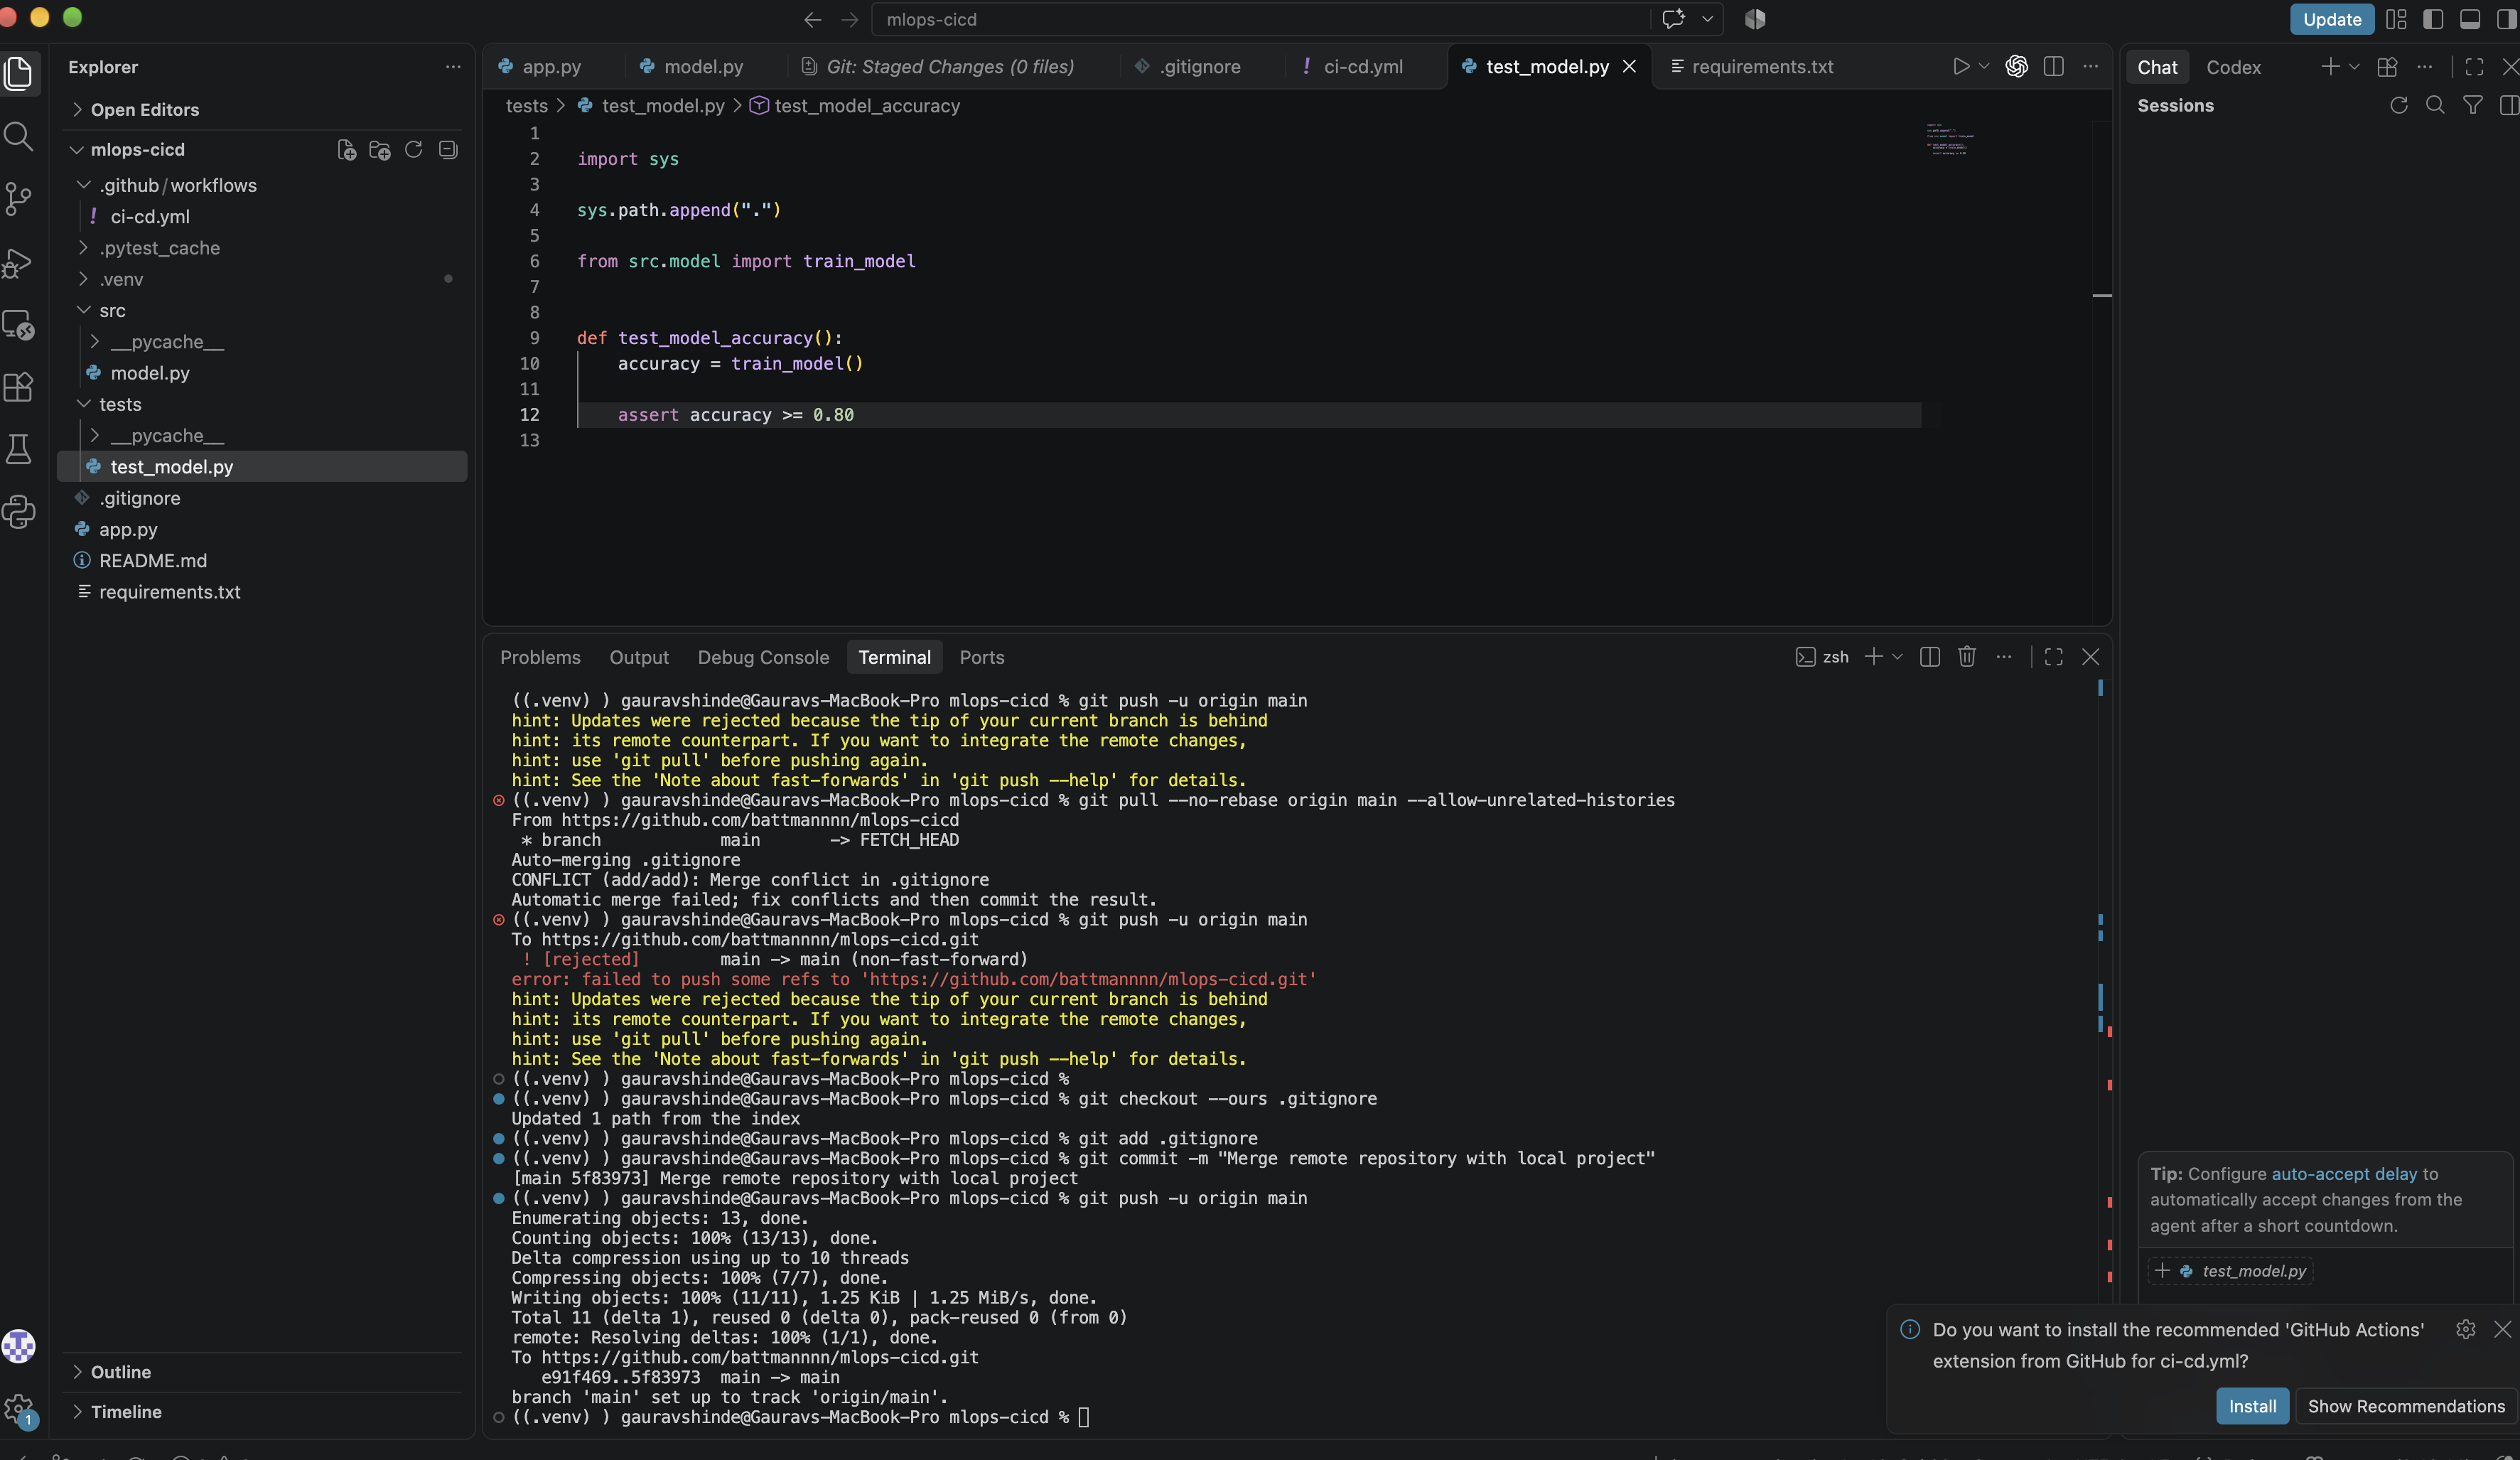 mlops-cicd
Update
Explorer
Open Editors
mlops-cicd
.github/workflows
ci-cd.yml
.pytest_cache
.venv
src
__pycache__
model.py
tests
__pycache__
test_model.py
.gitignore
app.py
README.md
requirements.txt
Outline
Timeline
1
app.py
model.py
Git: Staged Changes (0 files)
.gitignore
ci-cd.yml
test_model.py
requirements.txt
tests > test_model.py > test_model_accuracy
1
2 import sys
3
4 sys.path.append(".")
5
6 from src.model import train_model
7
8
9 def test_model_accuracy():
10 accuracy = train_model()
11
12 assert accuracy >= 0.80
13
Problems Output Debug Console Terminal Ports
zsh
((.venv) ) gauravshinde@Gauravs-MacBook-Pro mlops-cicd % git push -u origin main
hint: Updates were rejected because the tip of your current branch is behind
hint: its remote counterpart. If you want to integrate the remote changes,
hint: use 'git pull' before pushing again.
hint: See the 'Note about fast-forwards' in 'git push --help' for details.
((.venv) ) gauravshinde@Gauravs-MacBook-Pro mlops-cicd % git pull --no-rebase origin main --allow-unrelated-histories
From https://github.com/battmannnn/mlops-cicd
* branch main -> FETCH_HEAD
Auto-merging .gitignore
CONFLICT (add/add): Merge conflict in .gitignore
Automatic merge failed; fix conflicts and then commit the result.
((.venv) ) gauravshinde@Gauravs-MacBook-Pro mlops-cicd % git push -u origin main
To https://github.com/battmannnn/mlops-cicd.git
! [rejected] main -> main (non-fast-forward)
error: failed to push some refs to 'https://github.com/battmannnn/mlops-cicd.git'
hint: Updates were rejected because the tip of your current branch is behind
hint: its remote counterpart. If you want to integrate the remote changes,
hint: use 'git pull' before pushing again.
hint: See the 'Note about fast-forwards' in 'git push --help' for details.
((.venv) ) gauravshinde@Gauravs-MacBook-Pro mlops-cicd %
((.venv) ) gauravshinde@Gauravs-MacBook-Pro mlops-cicd % git checkout --ours .gitignore
Updated 1 path from the index
((.venv) ) gauravshinde@Gauravs-MacBook-Pro mlops-cicd % git add .gitignore
((.venv) ) gauravshinde@Gauravs-MacBook-Pro mlops-cicd % git commit -m "Merge remote repository with local project"
[main 5f83973] Merge remote repository with local project
((.venv) ) gauravshinde@Gauravs-MacBook-Pro mlops-cicd % git push -u origin main
Enumerating objects: 13, done.
Counting objects: 100% (13/13), done.
Delta compression using up to 10 threads
Compressing objects: 100% (7/7), done.
Writing objects: 100% (11/11), 1.25 KiB | 1.25 MiB/s, done.
Total 11 (delta 1), reused 0 (delta 0), pack-reused 0 (from 0)
remote: Resolving deltas: 100% (1/1), done.
To https://github.com/battmannnn/mlops-cicd.git
e91f469..5f83973 main -> main
branch 'main' set up to track 'origin/main'.
((.venv) ) gauravshinde@Gauravs-MacBook-Pro mlops-cicd %
Chat Codex
Sessions
Tip: Configure auto-accept delay to
automatically accept changes from the
agent after a short countdown.
test_model.py
Do you want to install the recommended 'GitHub Actions'
extension from GitHub for ci-cd.yml?
Install Show Recommendations